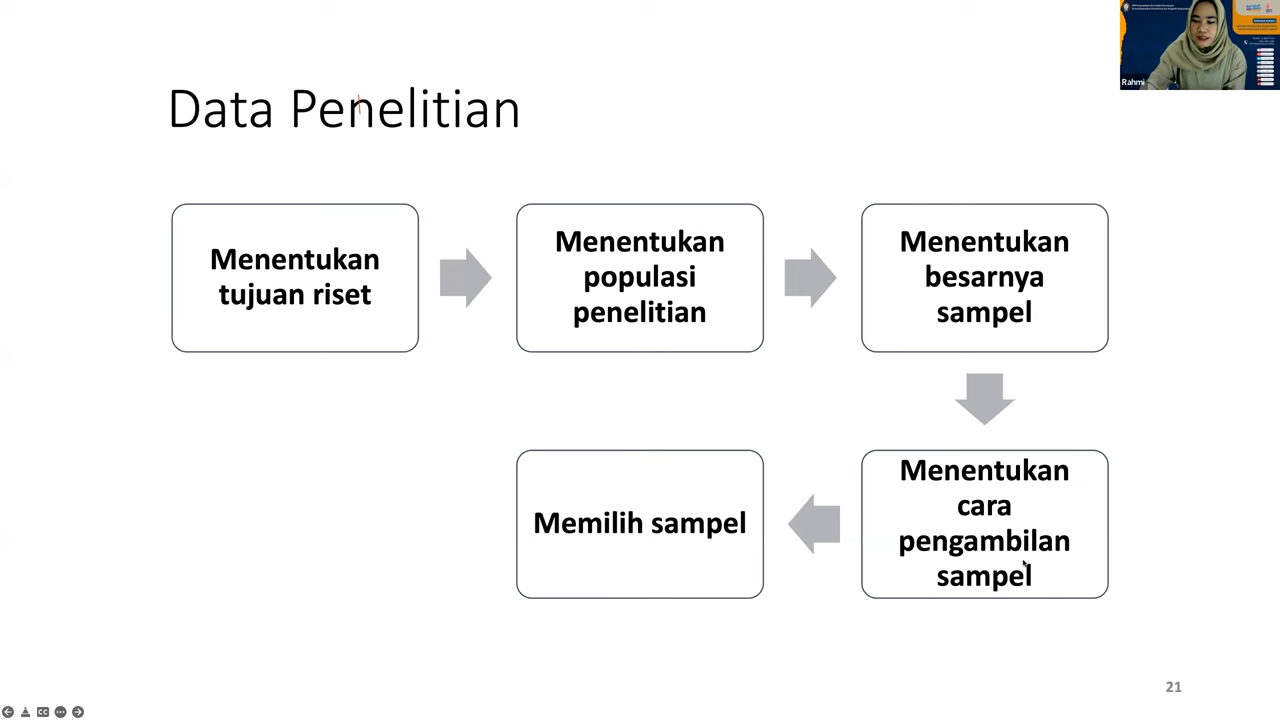 Data Penelitian
Menentukan
tujuan riset
Menentukan
populasi
penelitian
Menentukan
besarnya
sampel
Menentukan
cara
pengambilan
sampel
Memilih sampel
Rahmi
21
CC